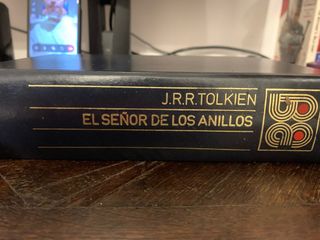 J.R.R.TOLKIEN
EL SEÑOR DE LOS ANILLOS